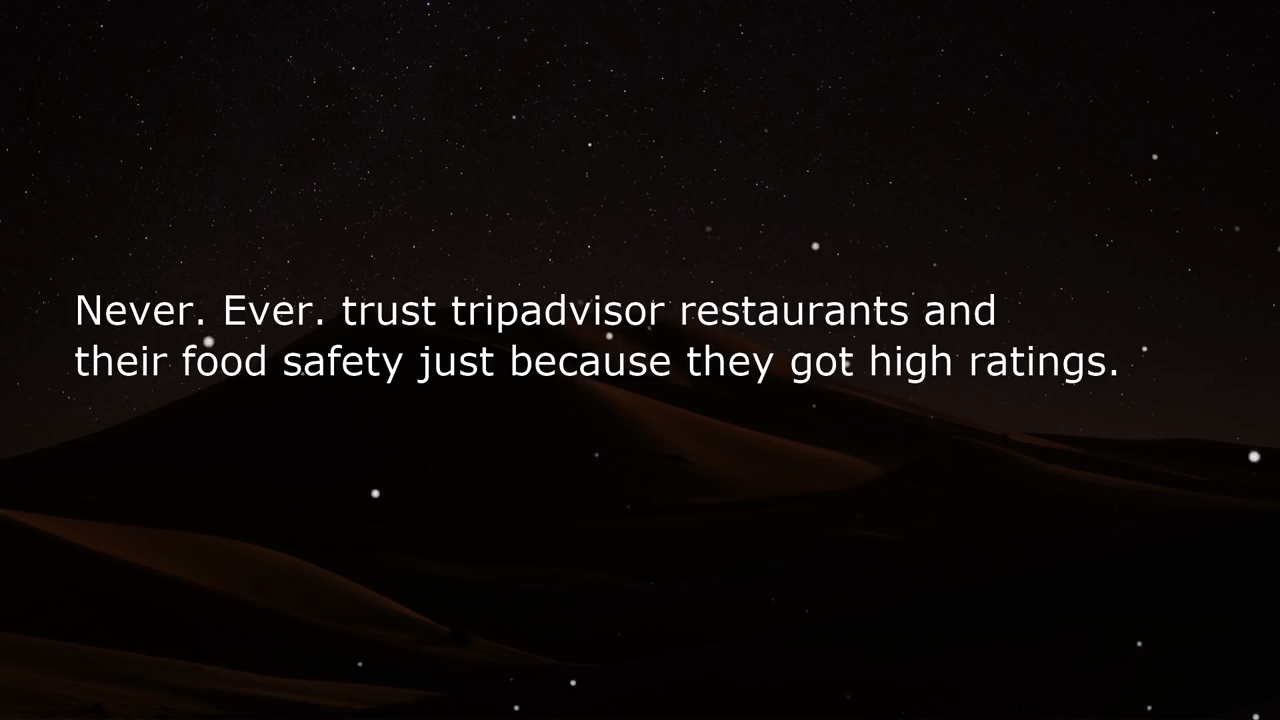 Never. Ever. trust tripadvisor restaurants and
their food safety just because they got high ratings.